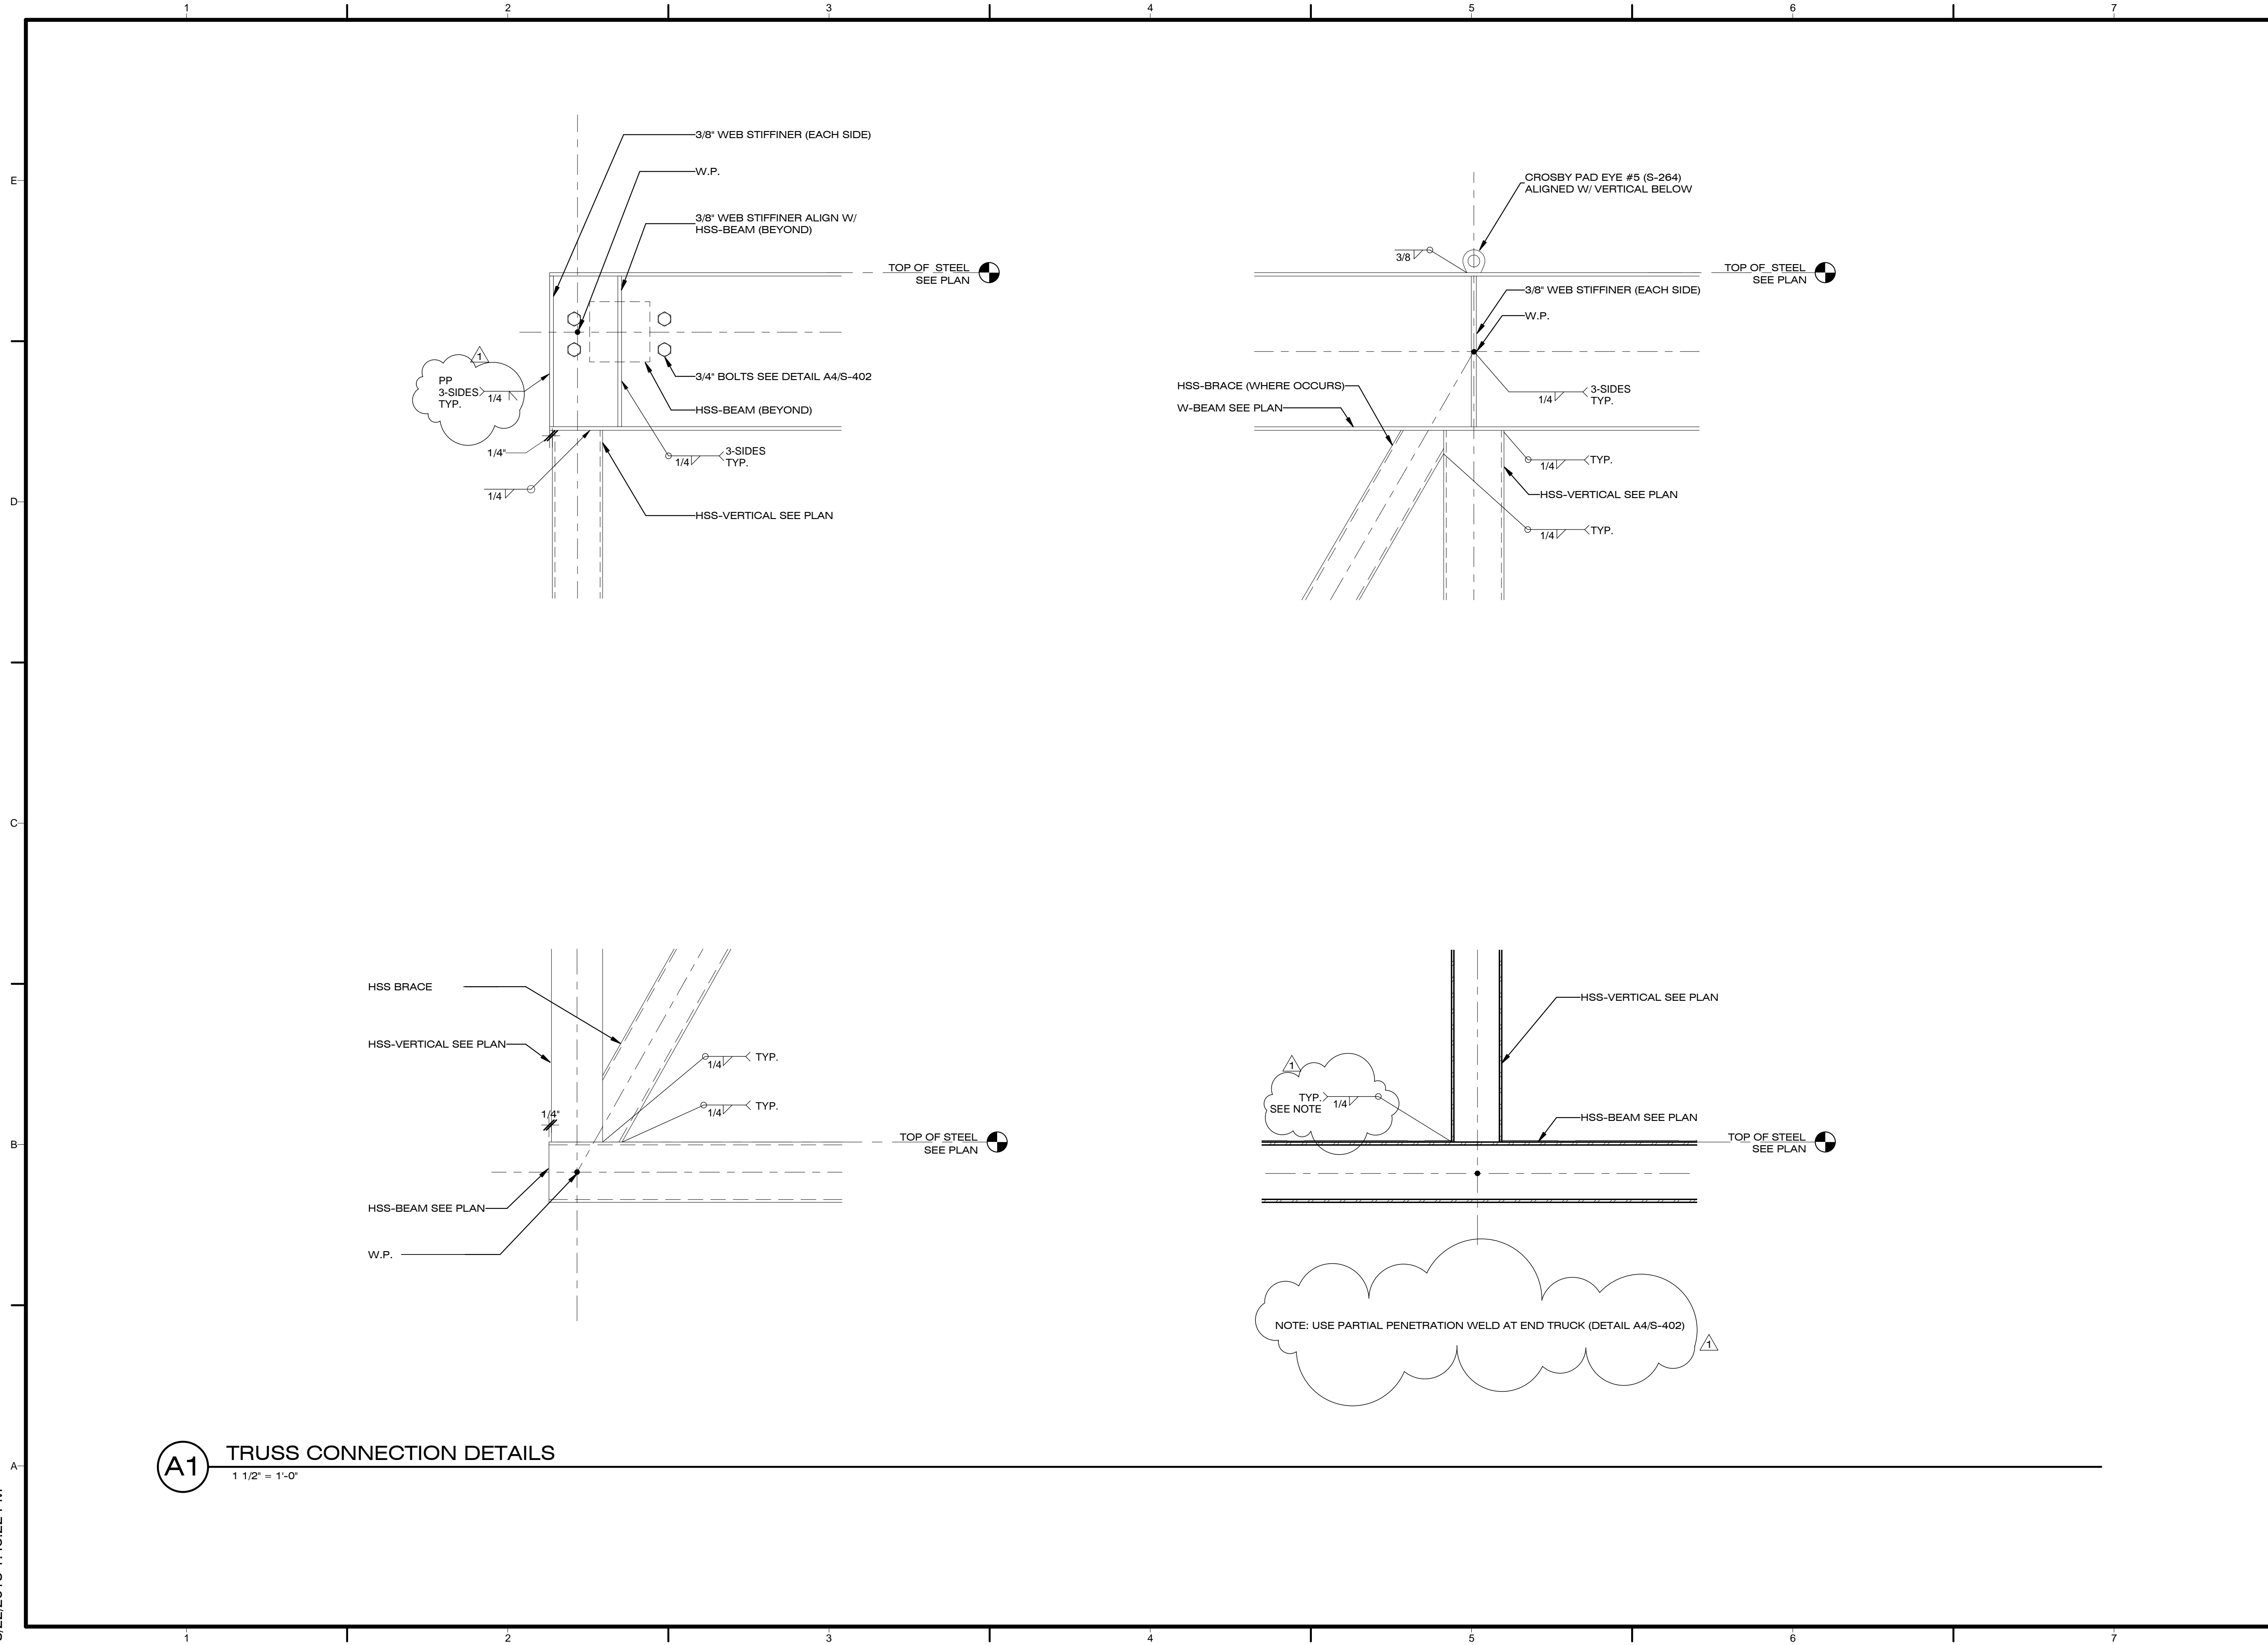 1 2 3 4 5 6 7
E
D
C
B
A
3/8" WEB STIFFINER (EACH SIDE)
W.P.
3/8" WEB STIFFINER ALIGN W/
HSS-BEAM (BEYOND)
TOP OF STEEL
SEE PLAN
1
PP
3-SIDES
TYP.
1/4
3/4" BOLTS SEE DETAIL A4/S-402
HSS-BEAM (BEYOND)
1/4"
1/4
3-SIDES
TYP.
1/4
HSS-VERTICAL SEE PLAN
CROSBY PAD EYE #5 (S-264)
ALIGNED W/ VERTICAL BELOW
3/8
TOP OF STEEL
SEE PLAN
3/8" WEB STIFFINER (EACH SIDE)
W.P.
HSS-BRACE (WHERE OCCURS)
W-BEAM SEE PLAN
1/4
3-SIDES
TYP.
1/4
TYP.
HSS-VERTICAL SEE PLAN
1/4
TYP.
HSS BRACE
HSS-VERTICAL SEE PLAN
1/4
TYP.
1/4
TYP.
1/4"
TOP OF STEEL
SEE PLAN
HSS-BEAM SEE PLAN
W.P.
HSS-VERTICAL SEE PLAN
1
TYP.
SEE NOTE
1/4
HSS-BEAM SEE PLAN
TOP OF STEEL
SEE PLAN
NOTE: USE PARTIAL PENETRATION WELD AT END TRUCK (DETAIL A4/S-402)
1
A1
TRUSS CONNECTION DETAILS
1 1/2" = 1'-0"
1 2 3 4 5 6 7